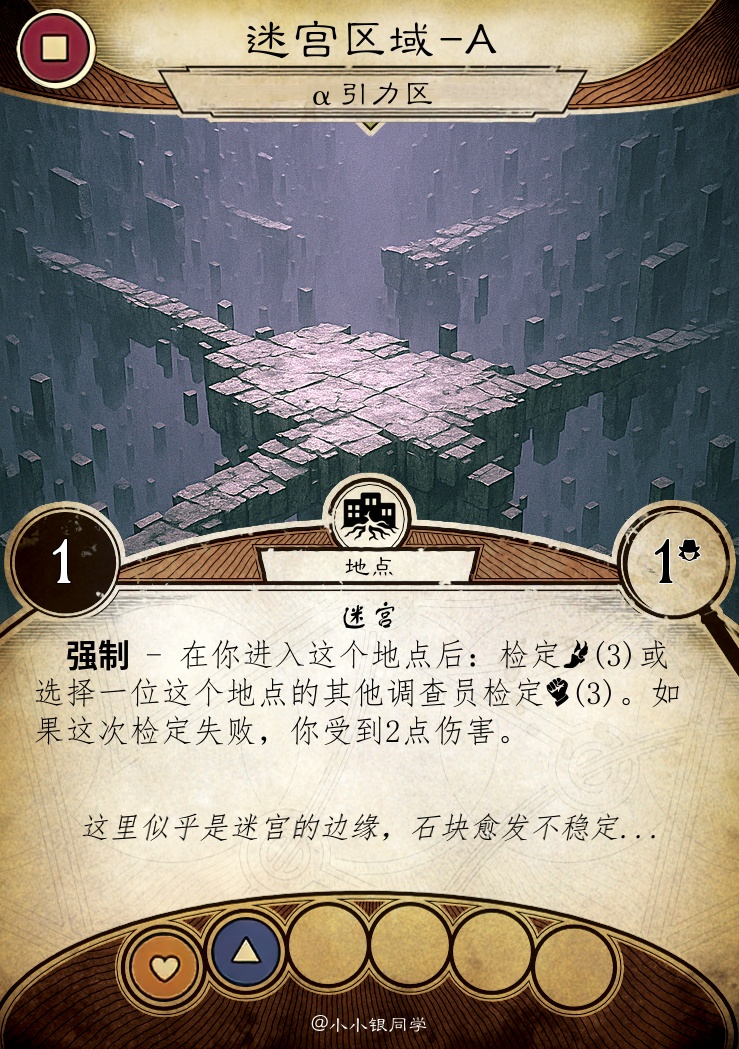 迷宫区域-A
α 引力区
1
1
地点
迷宫
强制 - 在你进入这个地点后: 检定(3)或
选择一位这个地点的其他调查员检定(3)。如
果这次检定失败，你受到2点伤害。
这里似乎是迷宫的边缘，石块愈发不稳定...
@小小银同学